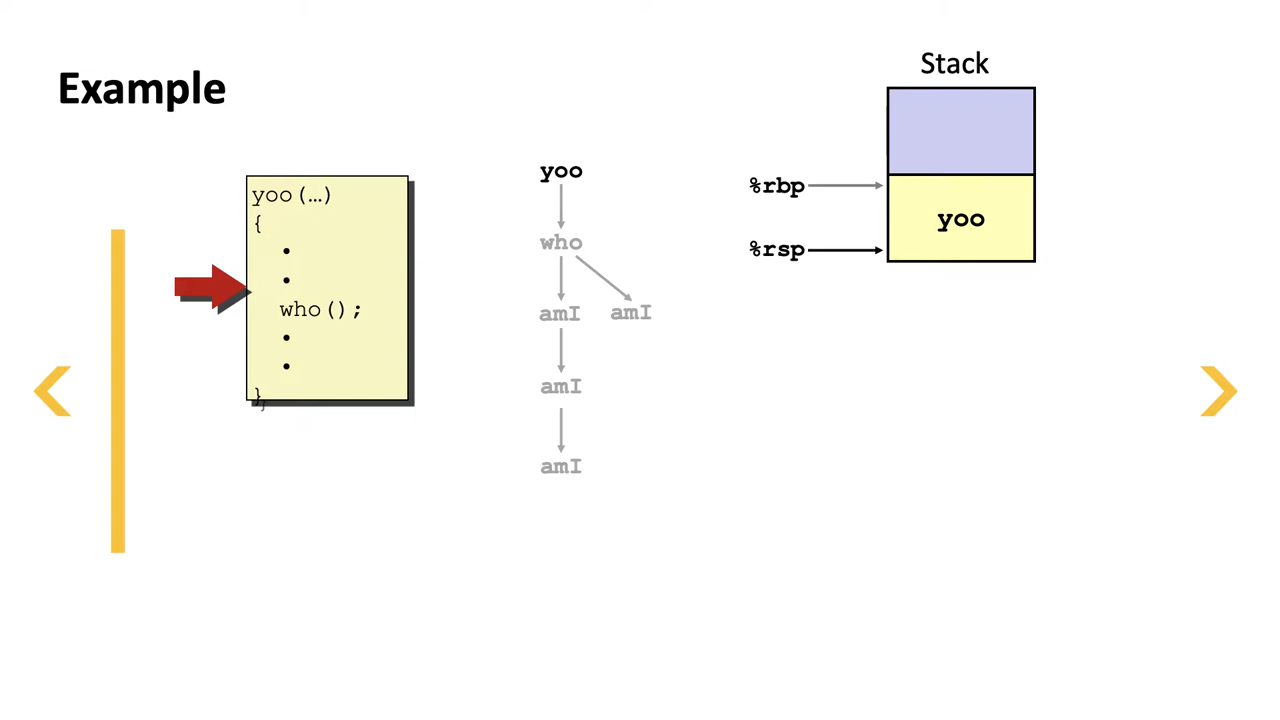 Example
yoo(…)
{
•
•
who();
•
•
}
}
yoo
who
amI amI
amI
amI
Stack
%rbp
yoo
%rsp